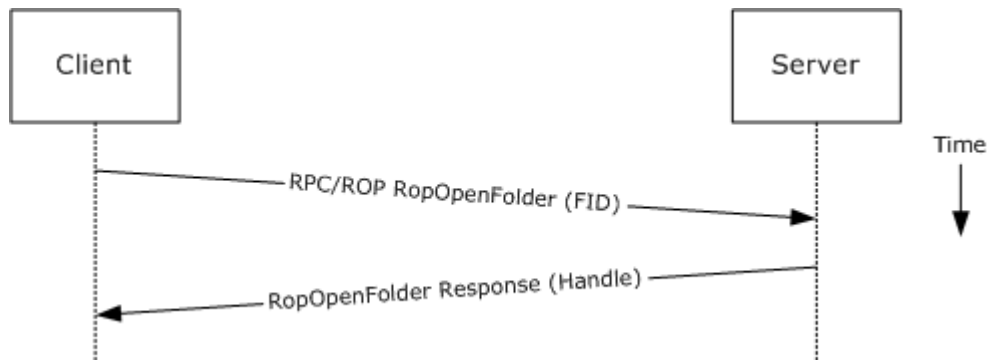 Client
Server
Time
RPC/ROP RopOpenFolder (FID)
RopOpenFolder Response (Handle)